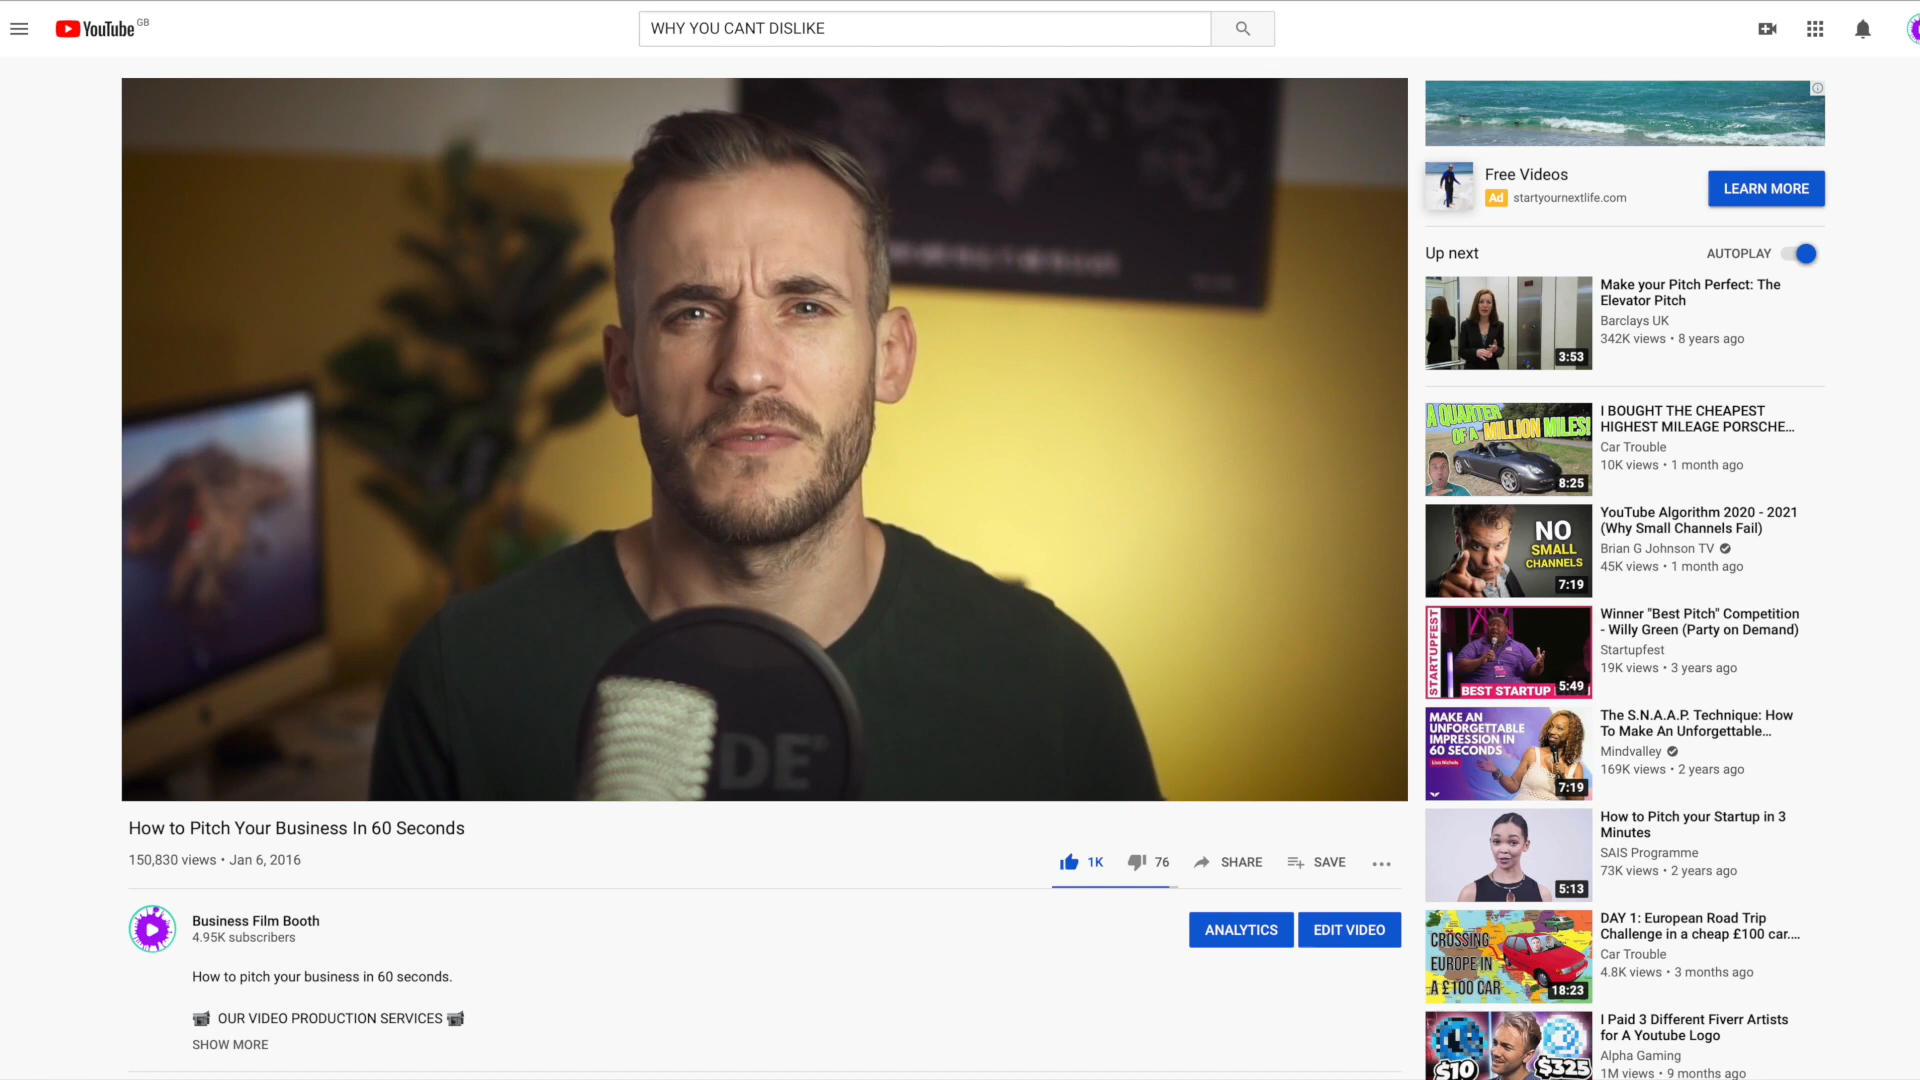 YouTube GB
WHY YOU CANT DISLIKE
DE
How to Pitch Your Business In 60 Seconds
150,830 views • Jan 6, 2016
1K
76
SHARE
SAVE
Business Film Booth
4.95K subscribers
ANALYTICS
EDIT VIDEO
How to pitch your business in 60 seconds.
OUR VIDEO PRODUCTION SERVICES
SHOW MORE
Free Videos
Ad startyournextlife.com
LEARN MORE
Up next
AUTOPLAY
3:53
Make your Pitch Perfect: The
Elevator Pitch
Barclays UK
342K views • 8 years ago
A QUARTER
OF A MILLION MILES!
8:25
I BOUGHT THE CHEAPEST
HIGHEST MILEAGE PORSCHE...
Car Trouble
10K views • 1 month ago
NO
SMALL
CHANNELS
7:19
YouTube Algorithm 2020 - 2021
(Why Small Channels Fail)
Brian G Johnson TV
45K views • 1 month ago
STARTUPFEST
BEST STARTUP
5:49
Winner "Best Pitch" Competition
- Willy Green (Party on Demand)
Startupfest
19K views • 3 years ago
MAKE AN
UNFORGETTABLE
IMPRESSION IN
60 SECONDS
Lisa Nichols
7:19
The S.N.A.A.P. Technique: How
To Make An Unforgettable...
Mindvalley
169K views • 2 years ago
5:13
How to Pitch your Startup in 3
Minutes
SAIS Programme
73K views • 2 years ago
CROSSING
EUROPE IN
A £100 CAR
18:23
DAY 1: European Road Trip
Challenge in a cheap £100 car....
Car Trouble
4.8K views • 3 months ago
$10
$325
I Paid 3 Different Fiverr Artists
for A Youtube Logo
Alpha Gaming
1M views • 9 months ago